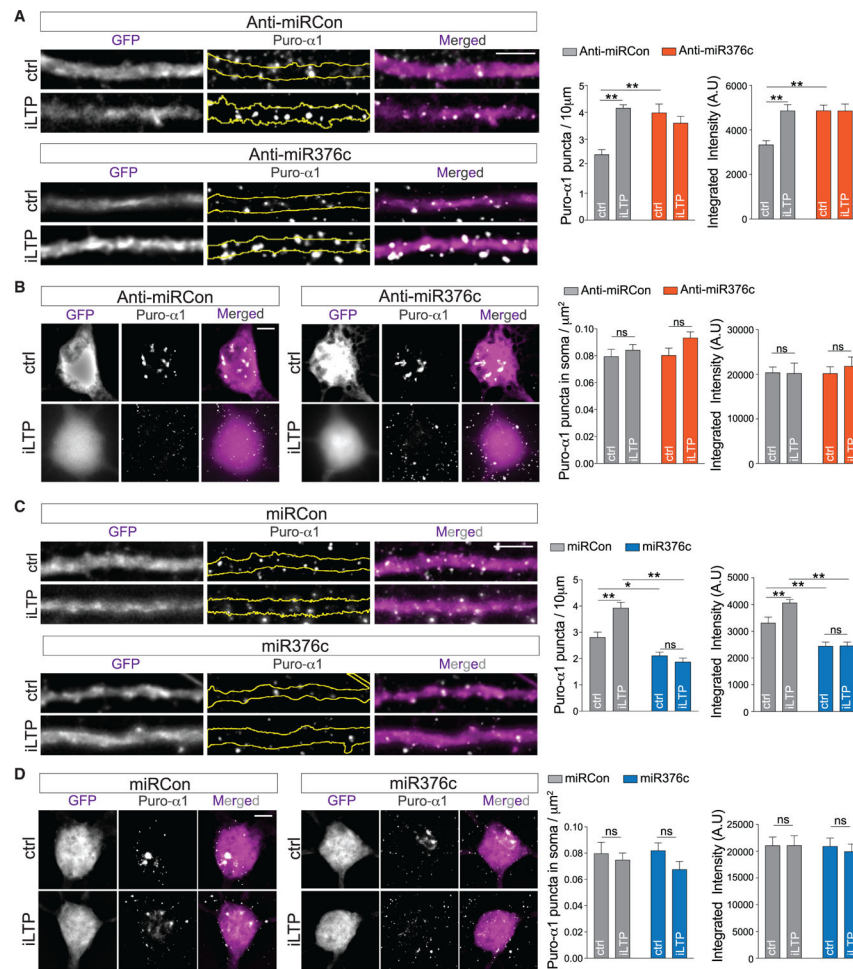 A
Anti-miRCon
GFP Puro-α1 Merged
ctrl
iLTP
Anti-miR376c
GFP Puro-α1 Merged
ctrl
iLTP
Anti-miRCon Anti-miR376c
Puro-α1 puncta / 10μm
5
4
3
2
1
0
** **
ctrl iLTP ctrl iLTP
Integrated Intensity (A.U)
6000
4000
2000
0
** **
ctrl iLTP ctrl iLTP
B
Anti-miRCon
GFP Puro-α1 Merged
ctrl
iLTP
Anti-miR376c
GFP Puro-α1 Merged
ctrl
iLTP
Anti-miRCon Anti-miR376c
Puro-α1 puncta in soma / μm²
0.10
0.08
0.06
0.04
0.02
0.00
ns ns
ctrl iLTP ctrl iLTP
Integrated Intensity (A.U)
30000
20000
10000
0
ns ns
ctrl iLTP ctrl iLTP
C
miRCon
GFP Puro-α1 Merged
ctrl
iLTP
miR376c
GFP Puro-α1 Merged
ctrl
iLTP
miRCon miR376c
Puro-α1 puncta / 10μm
5
4
3
2
1
0
** * ** ns
ctrl iLTP ctrl iLTP
Integrated Intensity (A.U)
5000
4000
3000
2000
1000
0
** ** ** ns
ctrl iLTP ctrl iLTP
D
miRCon
GFP Puro-α1 Merged
ctrl
iLTP
miR376c
GFP Puro-α1 Merged
ctrl
iLTP
miRCon miR376c
Puro-α1 puncta in soma / μm²
0.10
0.08
0.06
0.04
0.02
0.00
ns ns
ctrl iLTP ctrl iLTP
Integrated Intensity (A.U)
25000
20000
15000
10000
5000
0
ns ns
ctrl iLTP ctrl iLTP